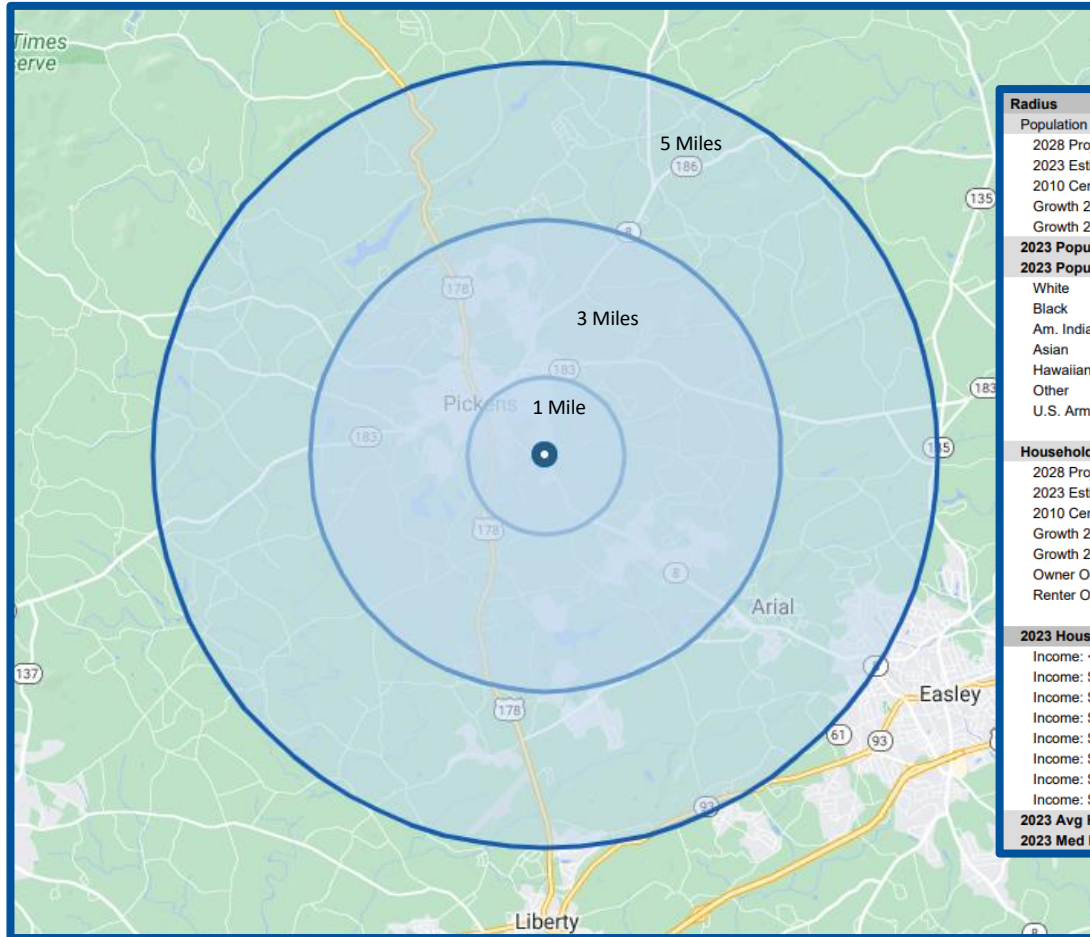 Times
serve
5 Miles
186
135
8
178
3 Miles
183
183
Pickens
1 Mile
183
135
178
8
Arial
137
8
Easley
178
61
93
93
Liberty
8
Radius
Population
2028 Pro
2023 Esti
2010 Cen
Growth 2
Growth 2
2023 Popu
2023 Popu
White
Black
Am. India
Asian
Hawaiian
Other
U.S. Arm
Household
2028 Pro
2023 Esti
2010 Cen
Growth 2
Growth 2
Owner O
Renter O
2023 Hous
Income: <
Income: $
Income: $
Income: $
Income: $
Income: $
Income: $
Income: $
2023 Avg H
2023 Med